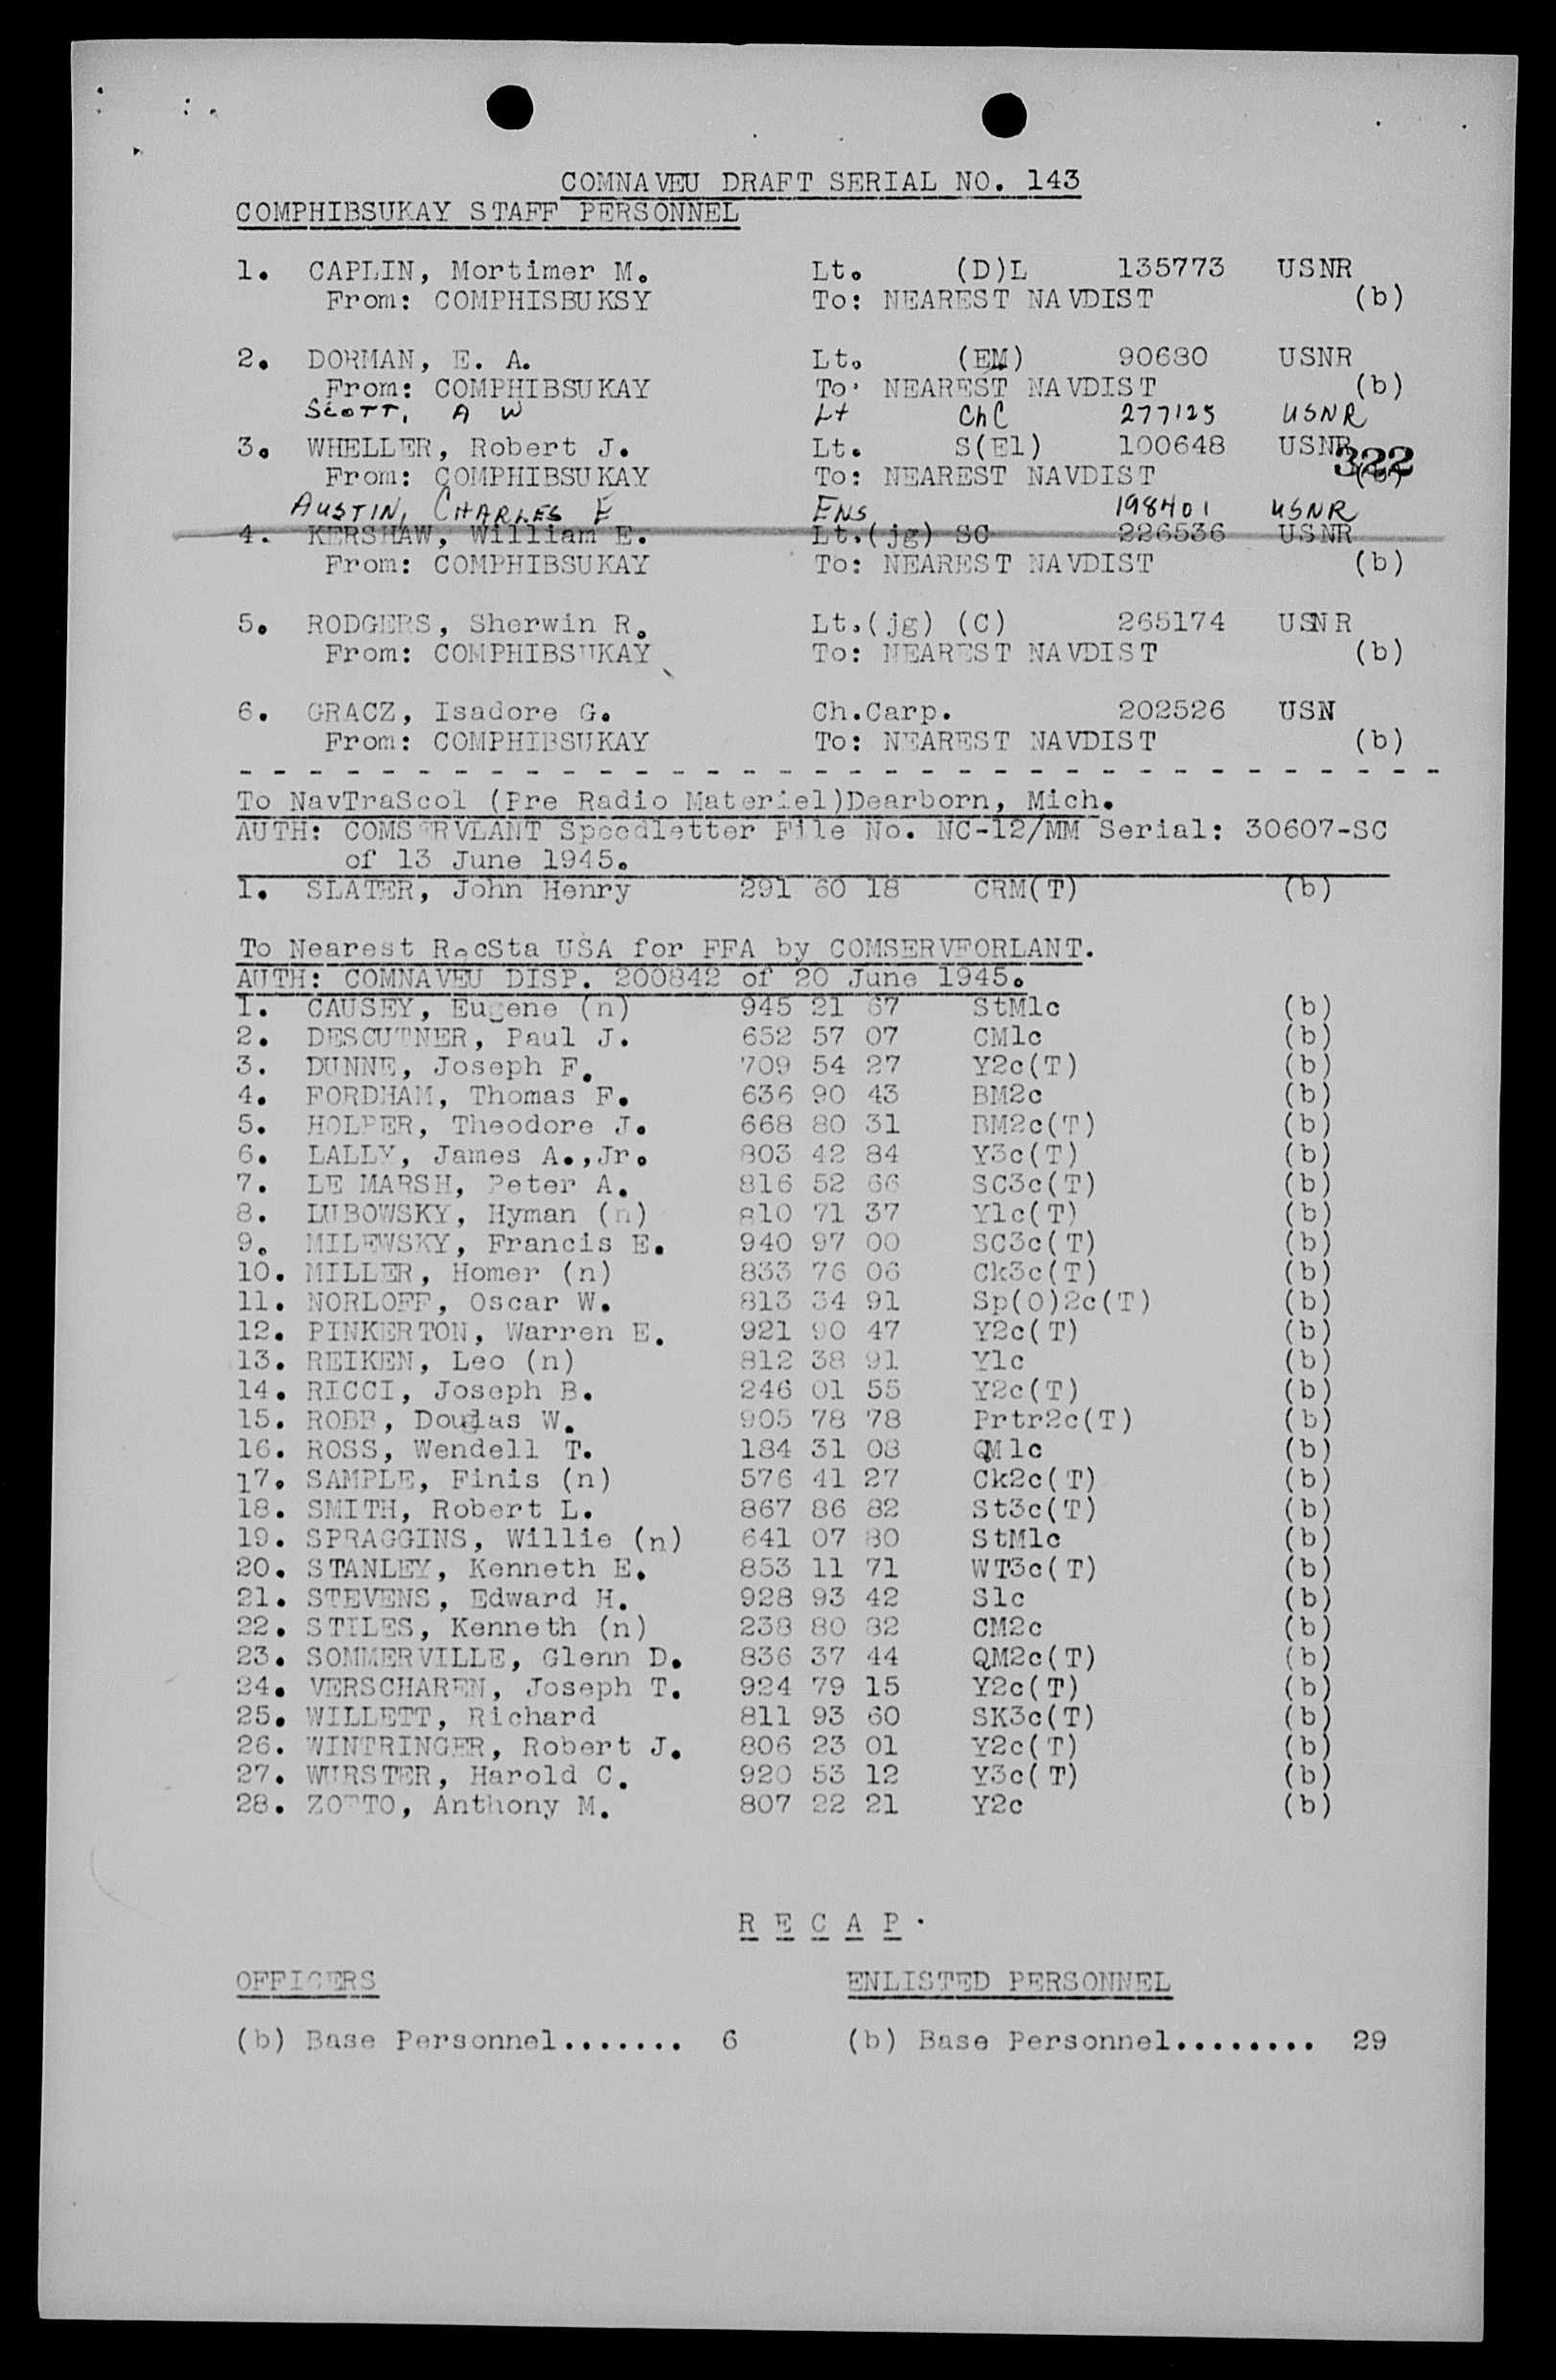 COMNAVEU DRAFT SERIAL NO. 143
COMPHIBSUKAY STAFF PERSONNEL
1. CAPLIN, Mortimer M. Lt. (D)L 135773 USNR
From: COMPHISBUKSY To: NEAREST NAVDIST (b)
2. DORMAN, E. A. Lt. (EM) 90680 USNR
From: COMPHIBSUKAY To: NEAREST NAVDIST (b)
SCOTT, A W Lt ChC 277125 USNR
3. WHELLER, Robert J. Lt. S(El) 100648 USNR
322
From: COMPHIBSUKAY To: NEAREST NAVDIST
AUSTIN, CHARLES E ENS 198401 USNR
4. KERSHAW, William E. Lt.(jg) SC 226536 USNR
From: COMPHIBSUKAY To: NEAREST NAVDIST (b)
5. RODGERS, Sherwin R. Lt.(jg) (C) 265174 USNR
From: COMPHIBSUKAY To: NEAREST NAVDIST (b)
6. GRACZ, Isadore G. Ch.Carp. 202526 USN
From: COMPHIBSUKAY To: NEAREST NAVDIST (b)
- - - - - - - - - - - - - - - - - - - - - - - - - - - - - - - - - -
To NavTraScol (Pre Radio Materiel)Dearborn, Mich.
AUTH: COMSERVLANT Speedletter File No. NC-12/MM Serial: 30607-SC
of 13 June 1945.
1. SLATER, John Henry 291 60 18 CRM(T) (b)
To Nearest RecSta USA for FFA by COMSERVFORLANT.
AUTH: COMNAVEU DISP. 200842 of 20 June 1945.
1. CAUSEY, Eugene (n) 945 21 67 StM1c (b)
2. DESCUTNER, Paul J. 652 57 07 CM1c (b)
3. DUNNE, Joseph F. 709 54 27 Y2c(T) (b)
4. FORDHAM, Thomas F. 636 90 43 BM2c (b)
5. HOLPER, Theodore J. 668 80 31 BM2c(T) (b)
6. LALLY, James A.,Jr. 803 42 84 Y3c(T) (b)
7. LE MARSH, Peter A. 816 52 66 SC3c(T) (b)
8. LUBOWSKY, Hyman (n) 810 71 37 Y1c(T) (b)
9. MILEWSKY, Francis E. 940 97 00 SC3c(T) (b)
10. MILLER, Homer (n) 833 76 06 Ck3c(T) (b)
11. NORLOFF, Oscar W. 813 34 91 Sp(O)2c(T) (b)
12. PINKERTON, Warren E. 921 90 47 Y2c(T) (b)
13. REIKEN, Leo (n) 812 38 91 Y1c (b)
14. RICCI, Joseph B. 246 01 55 Y2c(T) (b)
15. ROBB, Douglas W. 905 78 78 Prtr2c(T) (b)
16. ROSS, Wendell T. 184 31 08 QM1c (b)
17. SAMPLE, Finis (n) 576 41 27 Ck2c(T) (b)
18. SMITH, Robert L. 867 86 82 St3c(T) (b)
19. SPRAGGINS, Willie (n) 641 07 80 StM1c (b)
20. STANLEY, Kenneth E. 853 11 71 WT3c(T) (b)
21. STEVENS, Edward H. 928 93 42 S1c (b)
22. STILES, Kenneth (n) 238 80 82 CM2c (b)
23. SOMMERVILLE, Glenn D. 836 37 44 QM2c(T) (b)
24. VERSCHAREN, Joseph T. 924 79 15 Y2c(T) (b)
25. WILLETT, Richard 811 93 60 SK3c(T) (b)
26. WINTRINGER, Robert J. 806 23 01 Y2c(T) (b)
27. WURSTER, Harold C. 920 53 12 Y3c(T) (b)
28. ZOTTO, Anthony M. 807 22 21 Y2c (b)
R E C A P.
OFFICERS ENLISTED PERSONNEL
(b) Base Personnel....... 6 (b) Base Personnel......... 29